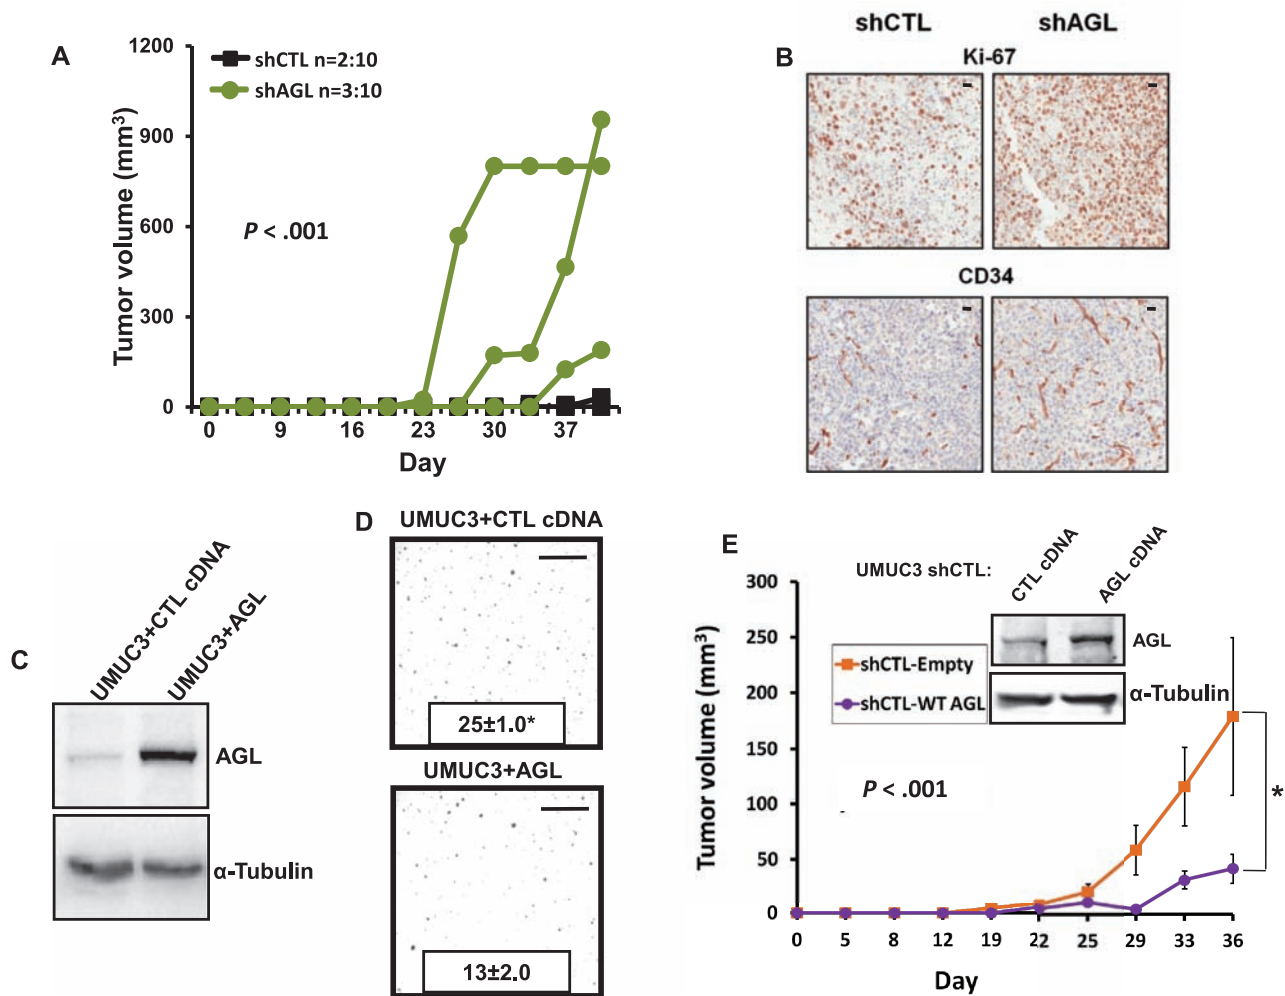 A
1200
900
600
300
0
Tumor volume (mm³)
shCTL n=2:10
shAGL n=3:10
P < .001
0 9 16 23 30 37
Day
B
shCTL shAGL
Ki-67
CD34
C
UMUC3+CTL cDNA
UMUC3+AGL
AGL
α-Tubulin
D
UMUC3+CTL cDNA
25±1.0*
UMUC3+AGL
13±2.0
E
UMUC3 shCTL:
CTL cDNA
AGL cDNA
AGL
α-Tubulin
300
250
200
150
100
50
0
Tumor volume (mm³)
shCTL-Empty
shCTL-WT AGL
P < .001
*
0 5 8 12 19 22 25 29 33 36
Day